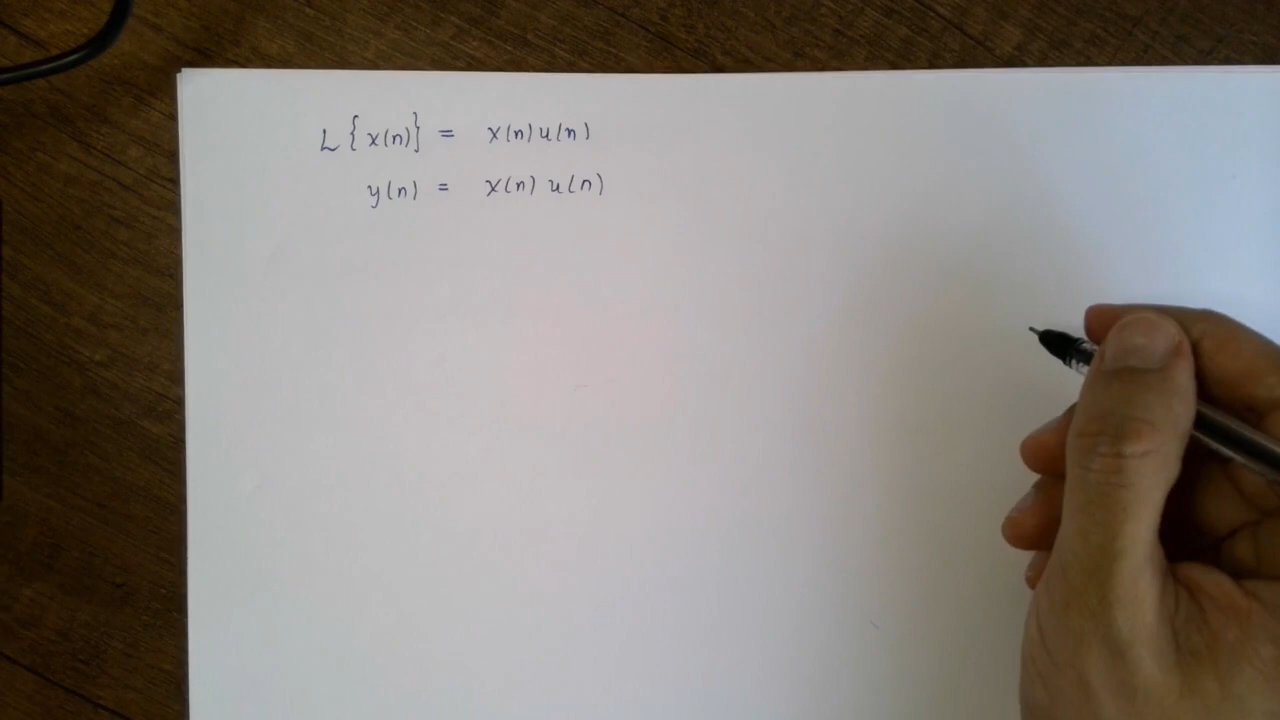 L{x(n)} = x(n)u(n)
y(n) = x(n) u(n)